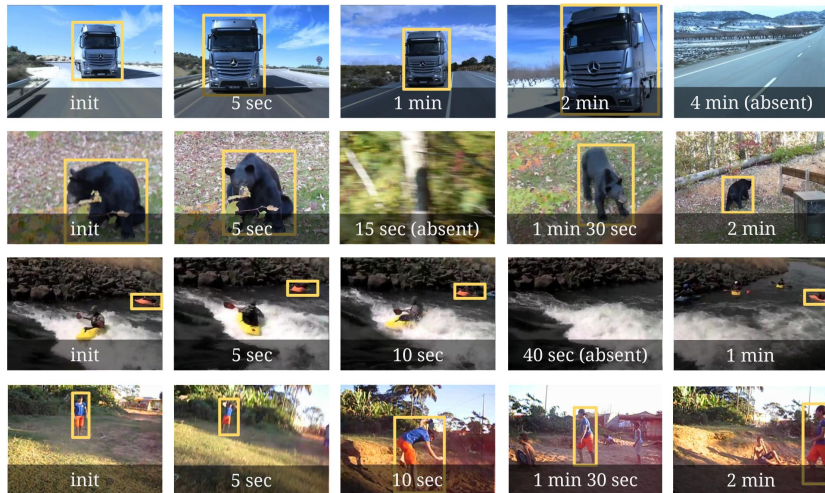 init
5 sec
1 min
2 min
4 min (absent)
init
5 sec
15 sec (absent)
1 min 30 sec
2 min
init
5 sec
10 sec
40 sec (absent)
1 min
init
5 sec
10 sec
1 min 30 sec
2 min